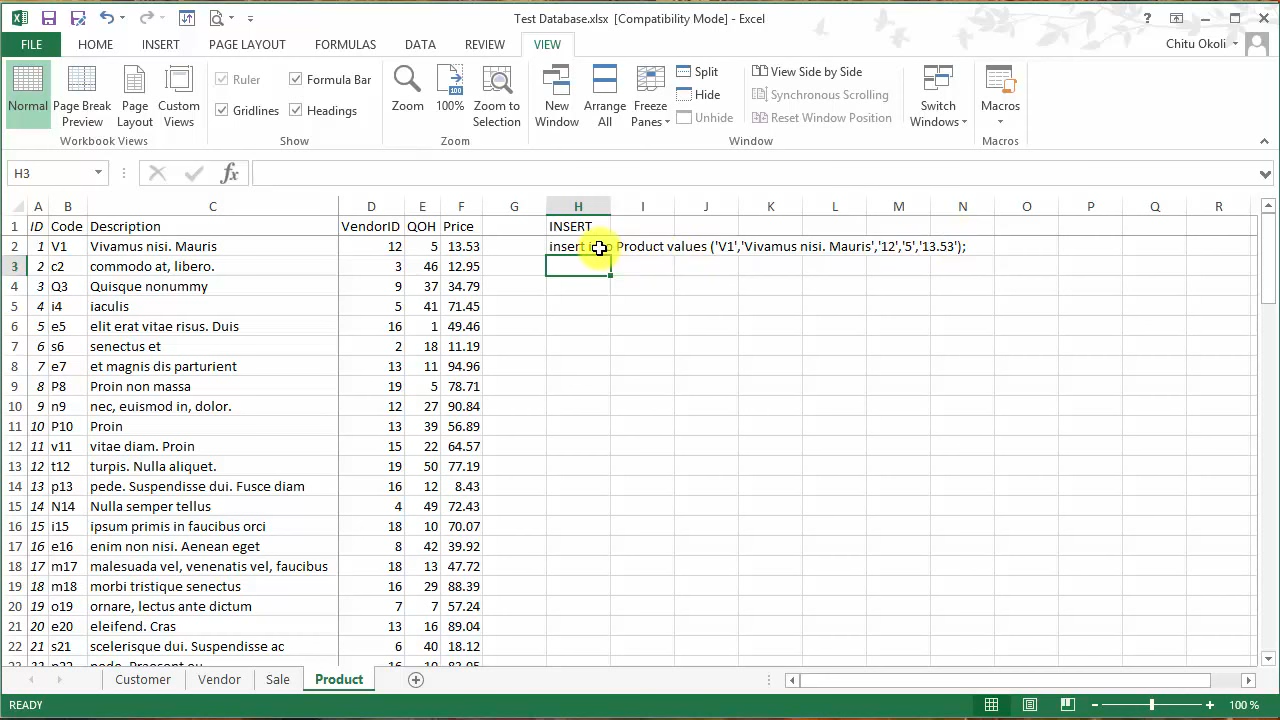 Test Database.xlsx [Compatibility Mode] - Excel
?
FILE HOME INSERT PAGE LAYOUT FORMULAS DATA REVIEW VIEW Chitu Okoli
Normal
Page Break Preview
Page Layout
Custom Views
Workbook Views
Ruler
Formula Bar
Gridlines
Headings
Show
Zoom
100%
100
Zoom to Selection
Zoom
New Window
Arrange All
Freeze Panes
Split
Hide
Unhide
View Side by Side
Synchronous Scrolling
Reset Window Position
Switch Windows
Window
Macros
Macros
H3 fx
A B C D E F G H I J K L M N O P Q R
1 ID Code Description VendorID QOH Price INSERT
2 1 V1 Vivamus nisi. Mauris 12 5 13.53 insert Product values ('V1','Vivamus nisi. Mauris','12','5','13.53');
3 2 c2 commodo at, libero. 3 46 12.95
4 3 Q3 Quisque nonummy 9 37 34.79
5 4 i4 iaculis 5 41 71.45
6 5 e5 elit erat vitae risus. Duis 16 1 49.46
7 6 s6 senectus et 2 18 11.19
8 7 e7 et magnis dis parturient 13 11 94.96
9 8 P8 Proin non massa 19 5 78.71
10 9 n9 nec, euismod in, dolor. 12 27 90.84
11 10 P10 Proin 13 39 56.89
12 11 v11 vitae diam. Proin 15 22 64.57
13 12 t12 turpis. Nulla aliquet. 19 50 77.19
14 13 p13 pede. Suspendisse dui. Fusce diam 16 12 8.43
15 14 N14 Nulla semper tellus 4 49 72.43
16 15 i15 ipsum primis in faucibus orci 18 10 70.07
17 16 e16 enim non nisi. Aenean eget 8 42 39.92
18 17 m17 malesuada vel, venenatis vel, faucibus 18 13 47.72
19 18 m18 morbi tristique senectus 16 29 88.39
20 19 o19 ornare, lectus ante dictum 7 7 57.24
21 20 e20 eleifend. Cras 13 16 89.04
22 21 s21 scelerisque dui. Suspendisse ac 6 40 18.12
Customer Vendor Sale Product
READY 100 %